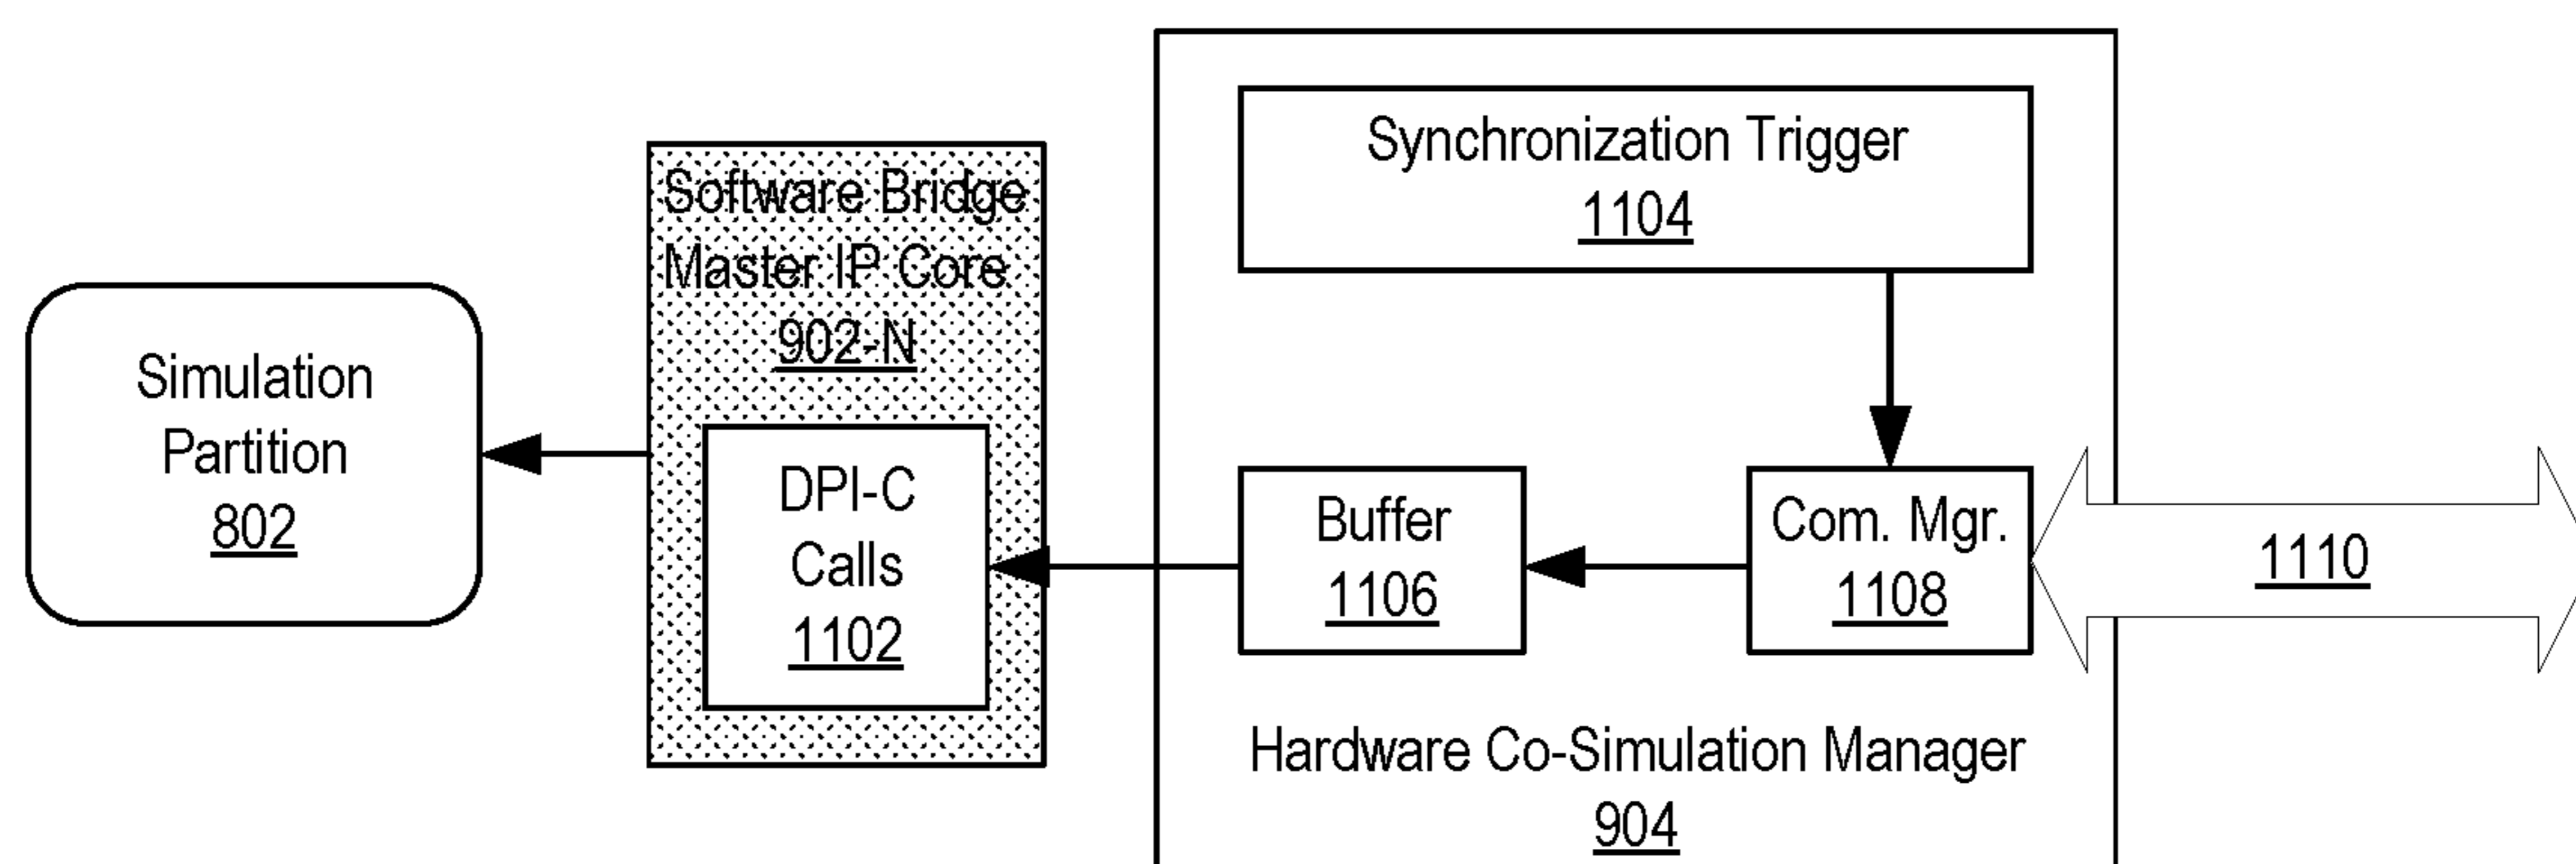 Simulation
Partition
802
Software Bridge
Master IP Core
902-N
DPI-C
Calls
1102
Synchronization Trigger
1104
Buffer
1106
Com. Mgr.
1108
1110
Hardware Co-Simulation Manager
904